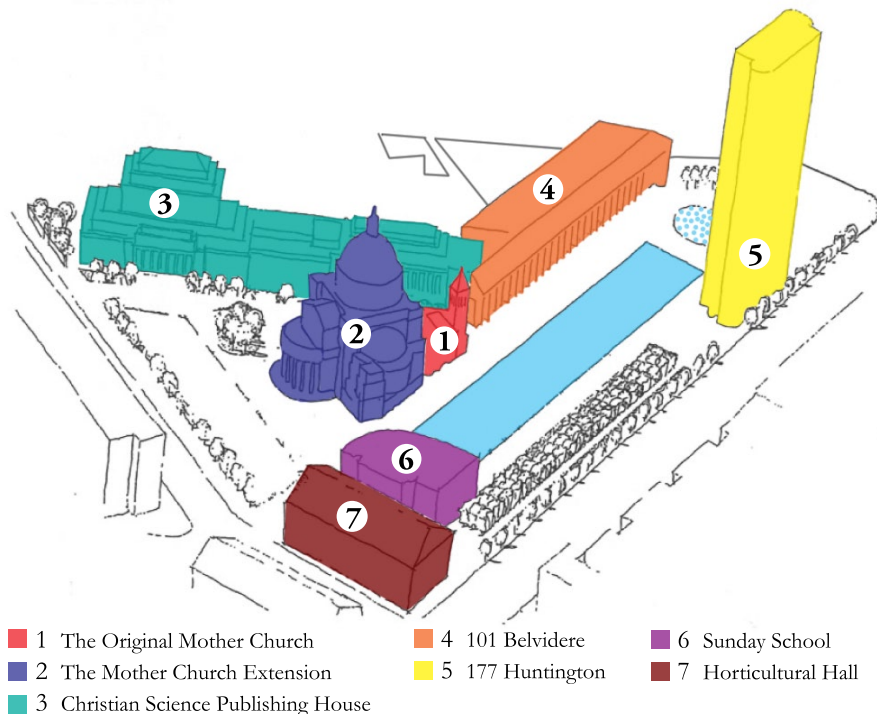 3
4
5
2
1
6
7
1 The Original Mother Church
2 The Mother Church Extension
3 Christian Science Publishing House
4 101 Belvidere
5 177 Huntington
6 Sunday School
7 Horticultural Hall